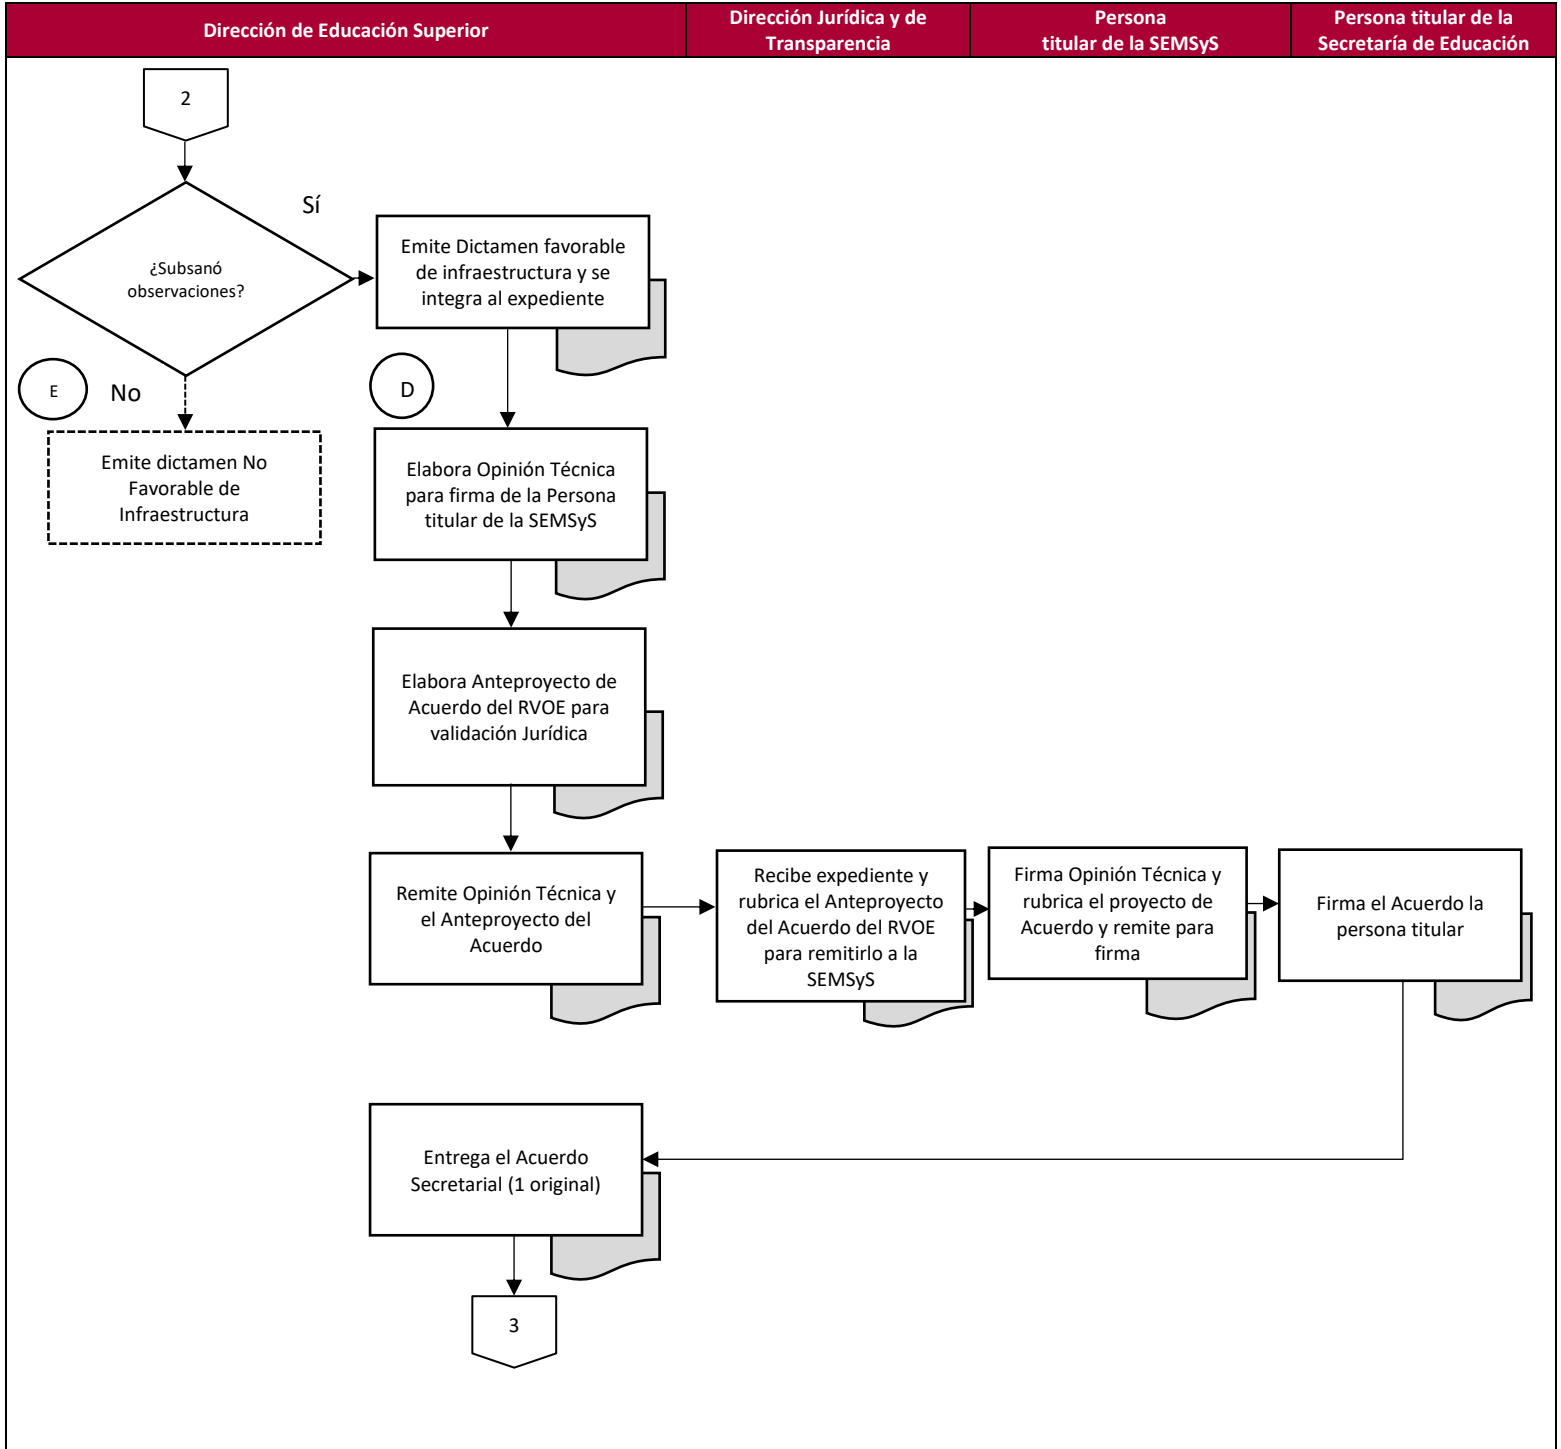 Dirección de Educación Superior
Dirección Jurídica y de
Transparencia
Persona
titular de la SEMSyS
Persona titular de la
Secretaría de Educación
2
Sí
¿Subsanó
observaciones?
Emite Dictamen favorable
de infraestructura y se
integra al expediente
E
No
D
Emite dictamen No
Favorable de
Infraestructura
Elabora Opinión Técnica
para firma de la Persona
titular de la SEMSyS
Elabora Anteproyecto de
Acuerdo del RVOE para
validación Jurídica
Remite Opinión Técnica y
el Anteproyecto del
Acuerdo
Recibe expediente y
rubrica el Anteproyecto
del Acuerdo del RVOE
para remitirlo a la
SEMSyS
Firma Opinión Técnica y
rubrica el proyecto de
Acuerdo y remite para
firma
Firma el Acuerdo la
persona titular
Entrega el Acuerdo
Secretarial (1 original)
3